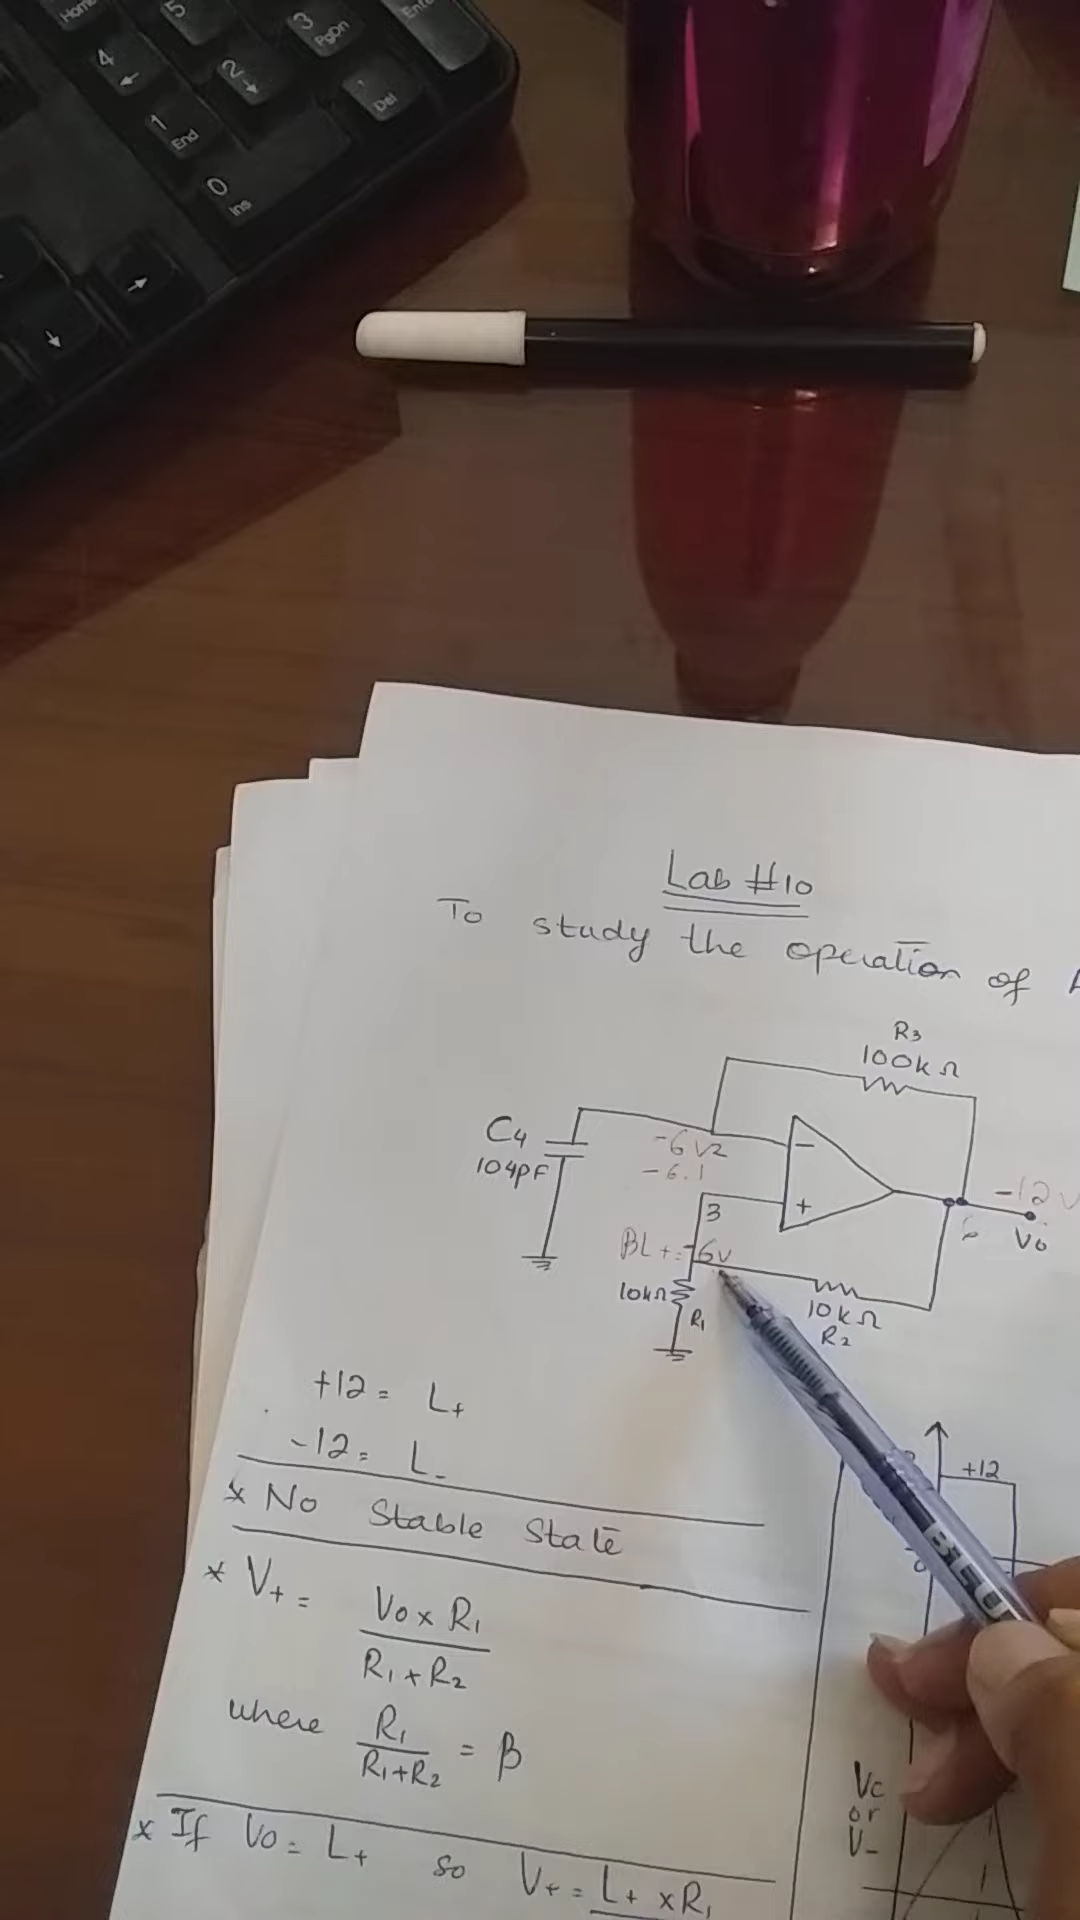 Home
5
3
PgDn
Ente
4
2
.
Del
1
End
0
Ins
Lab #10
To study the operation of A
R3
100kΩ
C4
104pF
-6V2
-6.1
-
+
3
-12V
Vo
BL+=
6v
10kΩ
R1
10kΩ
R2
+12 = L+
-12 = L-
+12
* No Stable State
* V+ = Vo x R1
R1 + R2
where R1
R1+R2
= β
Vc
or
V-
* If Vo = L+ so V+ = L+ xR1